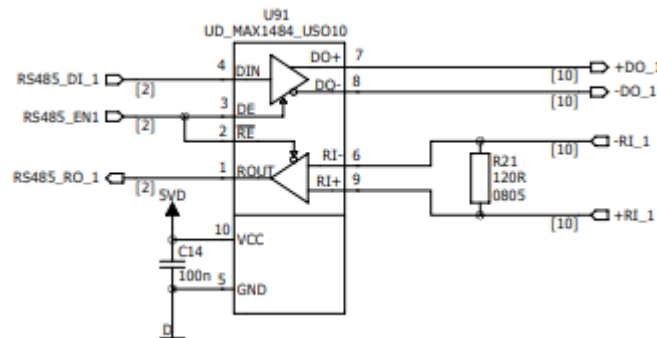 U91
UD_MAX1484_USO10
RS485_DI_1 [2] 4 DIN DO+ 7 [10] +DO_1
DO- 8 [10] -DO_1
RS485_EN1 [2] 3 DE
2 RE RI- 6 [10] -RI_1
RS485_RO_1 [2] 1 ROUT RI+ 9
R21
120R
0805
[10] +RI_1
5VD
10 VCC
C14
100n
5 GND
D